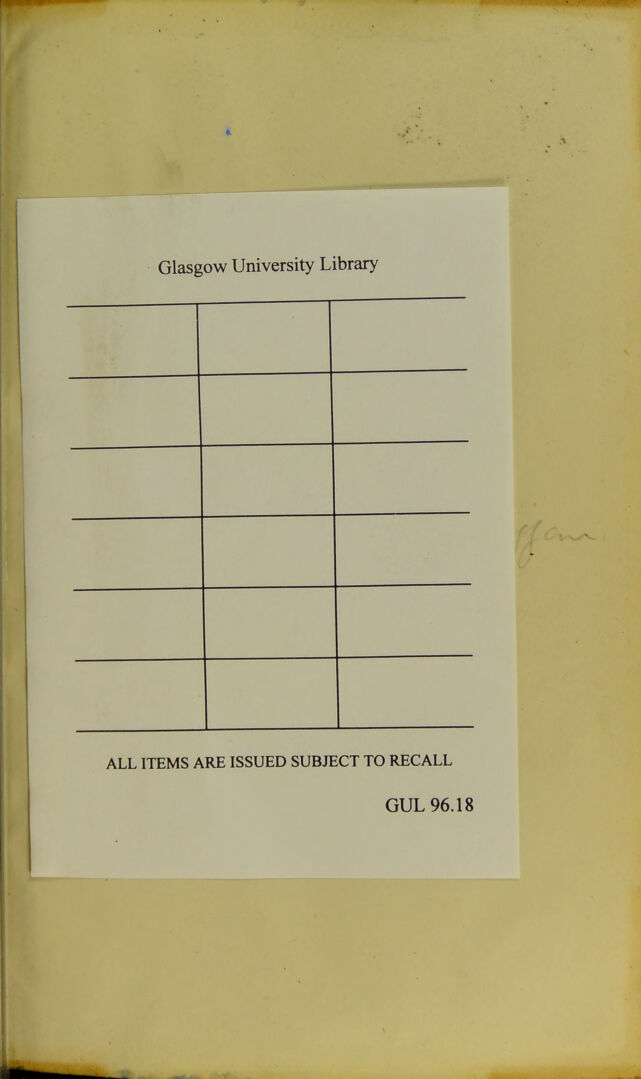 Glasgow University Library
ALL ITEMS ARE ISSUED SUBJECT TO RECALL
GUL 96.18